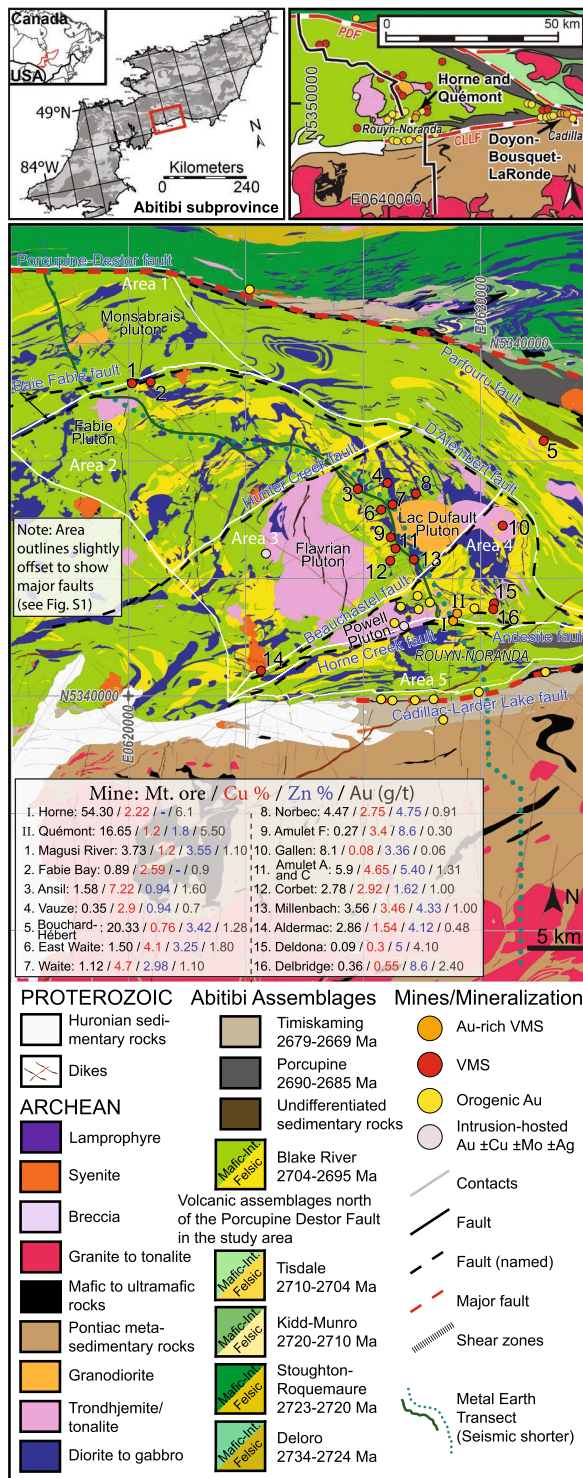 Canada
USA
49°N
84°W
N
Kilometers
0 240
Abitibi subprovince
0 50 km
PDF
N5350000
Horne and
Quémont
Rouyn-Noranda
Cadilla
CLLF
Doyon-
Bousquet-
LaRonde
E0640000
N
Porcupine-Destor fault
Area 1
Monsabrais
pluton
E0620000
N5340000
Parfouru fault
Baie Fabie fault
1
2
Fabie
Pluton
Area 2
D'Alembert fault
Hunter Creek fault
5
4
3
8
7
6
Lac Dufault
Pluton
10
Note: Area
outlines slightly
offset to show
major faults
(see Fig. S1)
Area 3
Flavrian
Pluton
9
11
12
13
Area 4
Beauchastel fault
Powell
Pluton
II
I
15
16
Horne Creek fault
Andesite fault
14
ROUYN-NORANDA
Area 5
N5340000
Cadillac-Larder Lake fault
E0620000
Mine: Mt. ore / Cu % / Zn % / Au (g/t)
I. Horne: 54.30 / 2.22 / - / 6.1
II. Quémont: 16.65 / 1.2 / 1.8 / 5.50
1. Magusi River: 3.73 / 1.2 / 3.55 / 1.10
2. Fabie Bay: 0.89 / 2.59 / - / 0.9
3. Ansil: 1.58 / 7.22 / 0.94 / 1.60
4. Vauze: 0.35 / 2.9 / 0.94 / 0.7
5. Bouchard-
Hébert
: 20.33 / 0.76 / 3.42 / 1.28
6. East Waite: 1.50 / 4.1 / 3.25 / 1.80
7. Waite: 1.12 / 4.7 / 2.98 / 1.10
8. Norbec: 4.47 / 2.75 / 4.75 / 0.91
9. Amulet F: 0.27 / 3.4 / 8.6 / 0.30
10. Gallen: 8.1 / 0.08 / 3.36 / 0.06
11. Amulet A
and C
: 5.9 / 4.65 / 5.40 / 1.31
12. Corbet: 2.78 / 2.92 / 1.62 / 1.00
13. Millenbach: 3.56 / 3.46 / 4.33 / 1.00
14. Aldermac: 2.86 / 1.54 / 4.12 / 0.48
15. Deldona: 0.09 / 0.3 / 5 / 4.10
16. Delbridge: 0.36 / 0.55 / 8.6 / 2.40
N
5 km
PROTEROZOIC
Huronian sedi-
mentary rocks
Dikes
ARCHEAN
Lamprophyre
Syenite
Breccia
Granite to tonalite
Mafic to ultramafic
rocks
Pontiac meta-
sedimentary rocks
Granodiorite
Trondhjemite/
tonalite
Diorite to gabbro
Abitibi Assemblages
Timiskaming
2679-2669 Ma
Porcupine
2690-2685 Ma
Undifferentiated
sedimentary rocks
Mafic-Int.
Felsic
Blake River
2704-2695 Ma
Volcanic assemblages north
of the Porcupine Destor Fault
in the study area
Mafic-Int.
Felsic
Tisdale
2710-2704 Ma
Mafic-Int.
Felsic
Kidd-Munro
2720-2710 Ma
Mafic-Int.
Felsic
Stoughton-
Roquemaure
2723-2720 Ma
Mafic-Int.
Felsic
Deloro
2734-2724 Ma
Mines/Mineralization
Au-rich VMS
VMS
Orogenic Au
Intrusion-hosted
Au ±Cu ±Mo ±Ag
Contacts
Fault
Fault (named)
Major fault
Shear zones
Metal Earth
Transect
(Seismic shorter)